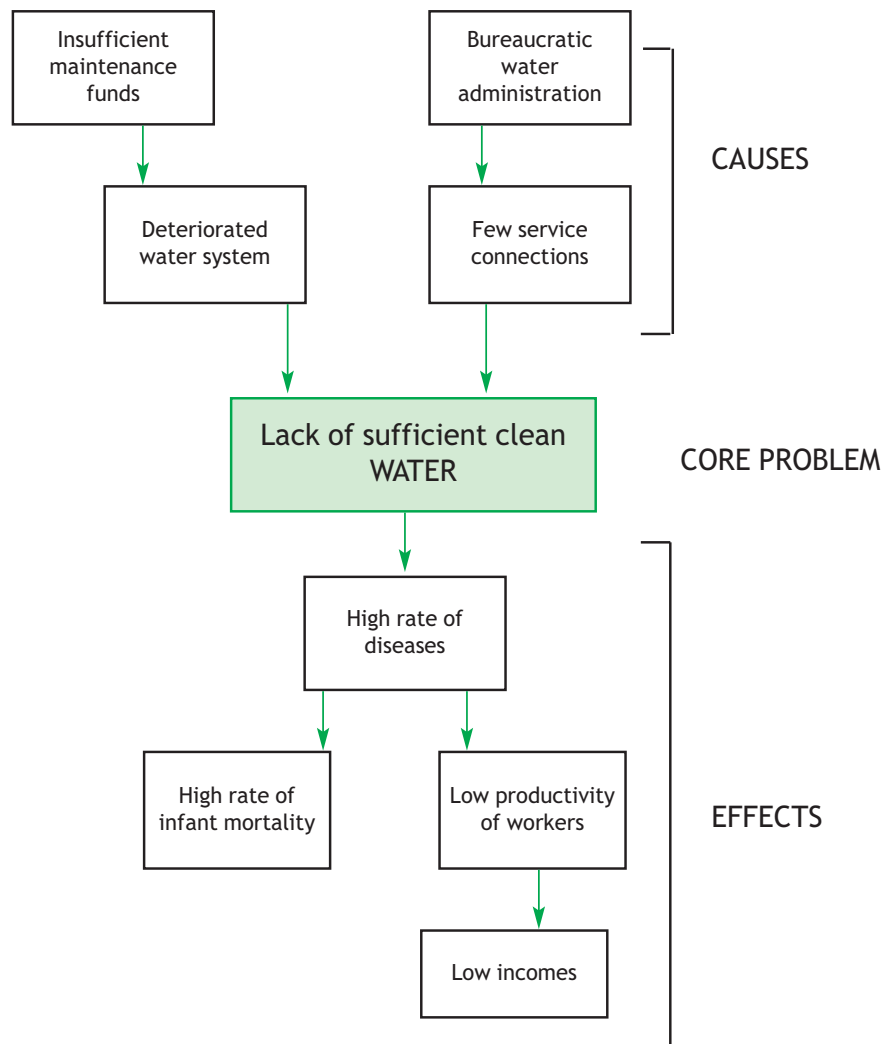 Insufficient
maintenance
funds
Bureaucratic
water
administration
CAUSES
Deteriorated
water system
Few service
connections
Lack of sufficient clean
WATER
CORE PROBLEM
High rate of
diseases
High rate of
infant mortality
Low productivity
of workers
EFFECTS
Low incomes